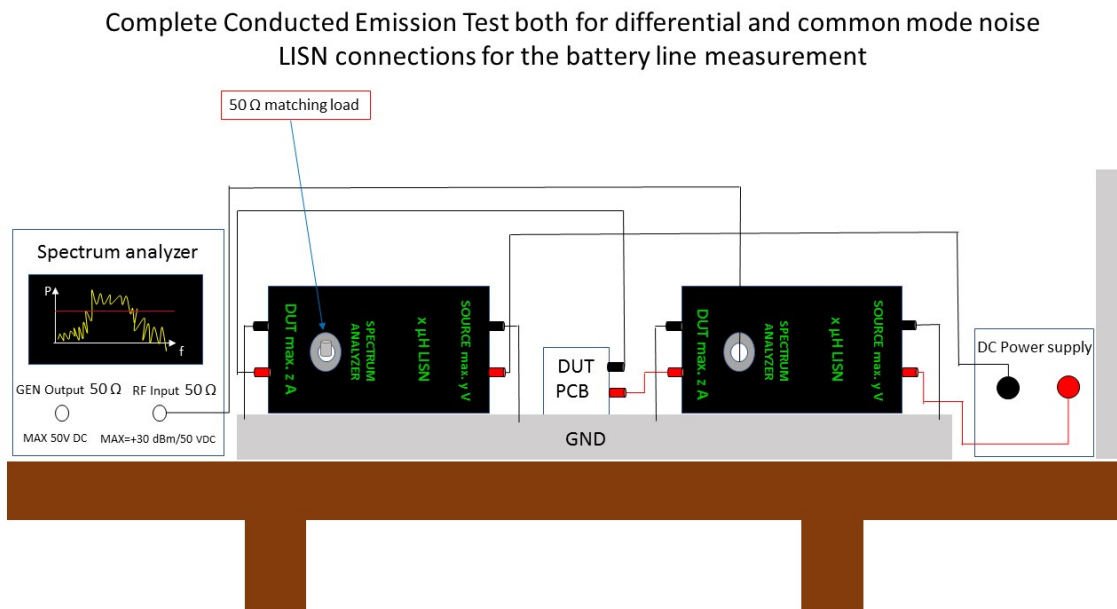 Complete Conducted Emission Test both for differential and common mode noise
LISN connections for the battery line measurement
50 Ω matching load
Spectrum analyzer
P
f
GEN Output 50 Ω
RF Input 50 Ω
MAX 50V DC
MAX=+30 dBm/50 VDC
DUT max. z A
SPECTRUM
ANALYZER
x µH LISN
SOURCE max. y V
DUT
PCB
DUT max. z A
SPECTRUM
ANALYZER
x µH LISN
SOURCE max. y V
DC Power supply
GND